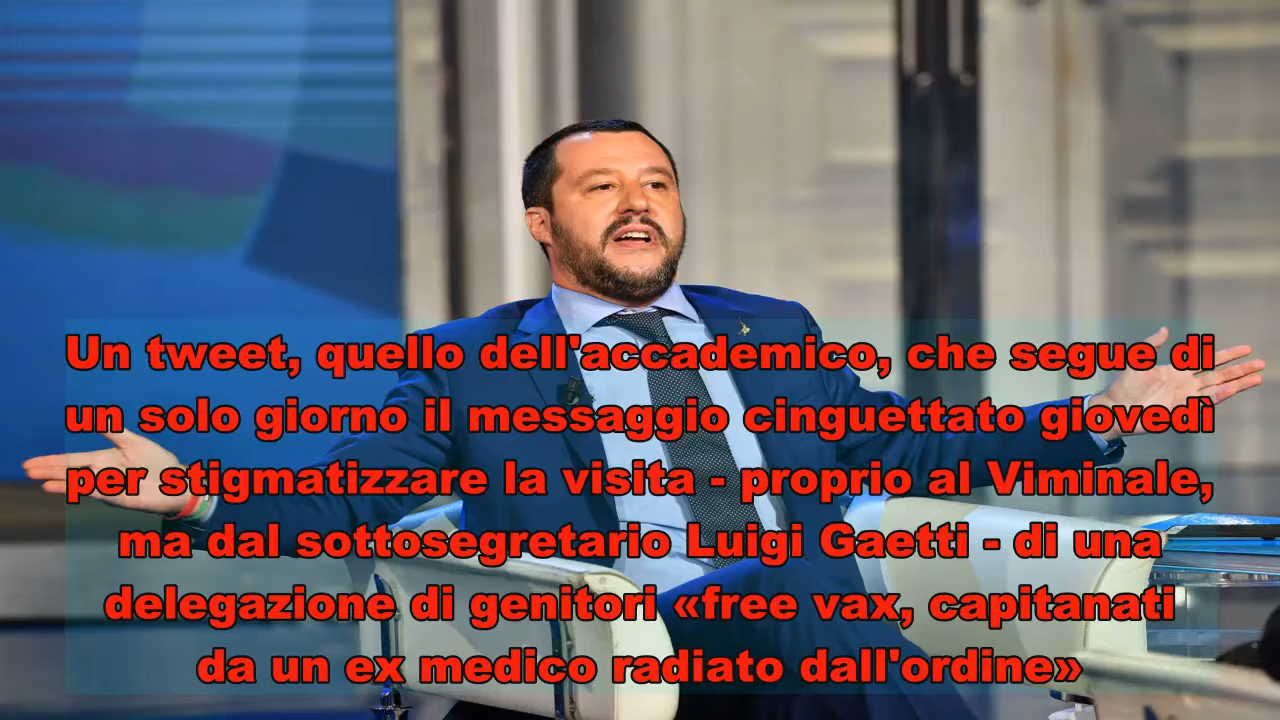 Un tweet, quello dell'accademico, che segue di
un solo giorno il messaggio cinguettato giovedì
per stigmatizzare la visita - proprio al Viminale,
ma dal sottosegretario Luigi Gaetti - di una
delegazione di genitori «free vax, capitanati
da un ex medico radiato dall'ordine»